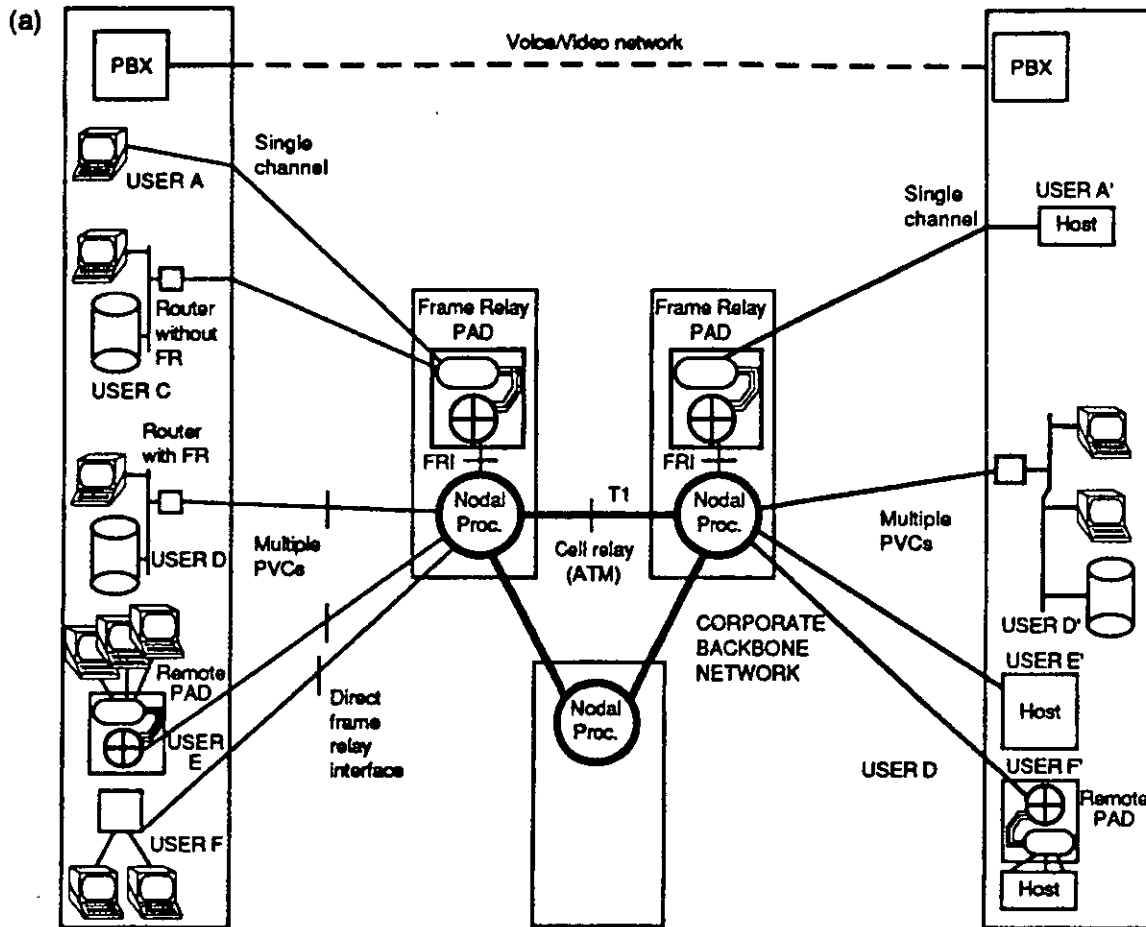 (a)
Voice/Video network
PBX
PBX
USER A
Single
channel
USER A'
Host
Single
channel
Router
without
FR
USER C
Frame Relay
PAD
Frame Relay
PAD
FRI
FRI
Router
with FR
USER D
Nodal
Proc.
T1
Nodal
Proc.
Multiple
PVCs
Cell relay
(ATM)
Multiple
PVCs
CORPORATE
BACKBONE
NETWORK
USER D'
Remote
PAD
USER
E
Direct
frame
relay
interface
Nodal
Proc.
USER E'
Host
USER D
USER F'
Remote
PAD
Host
USER F